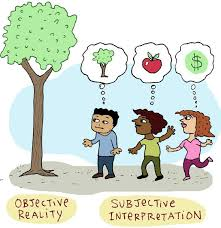 OBJECTIVE
REALITY
SUBJECTIVE
INTERPRETATION
$